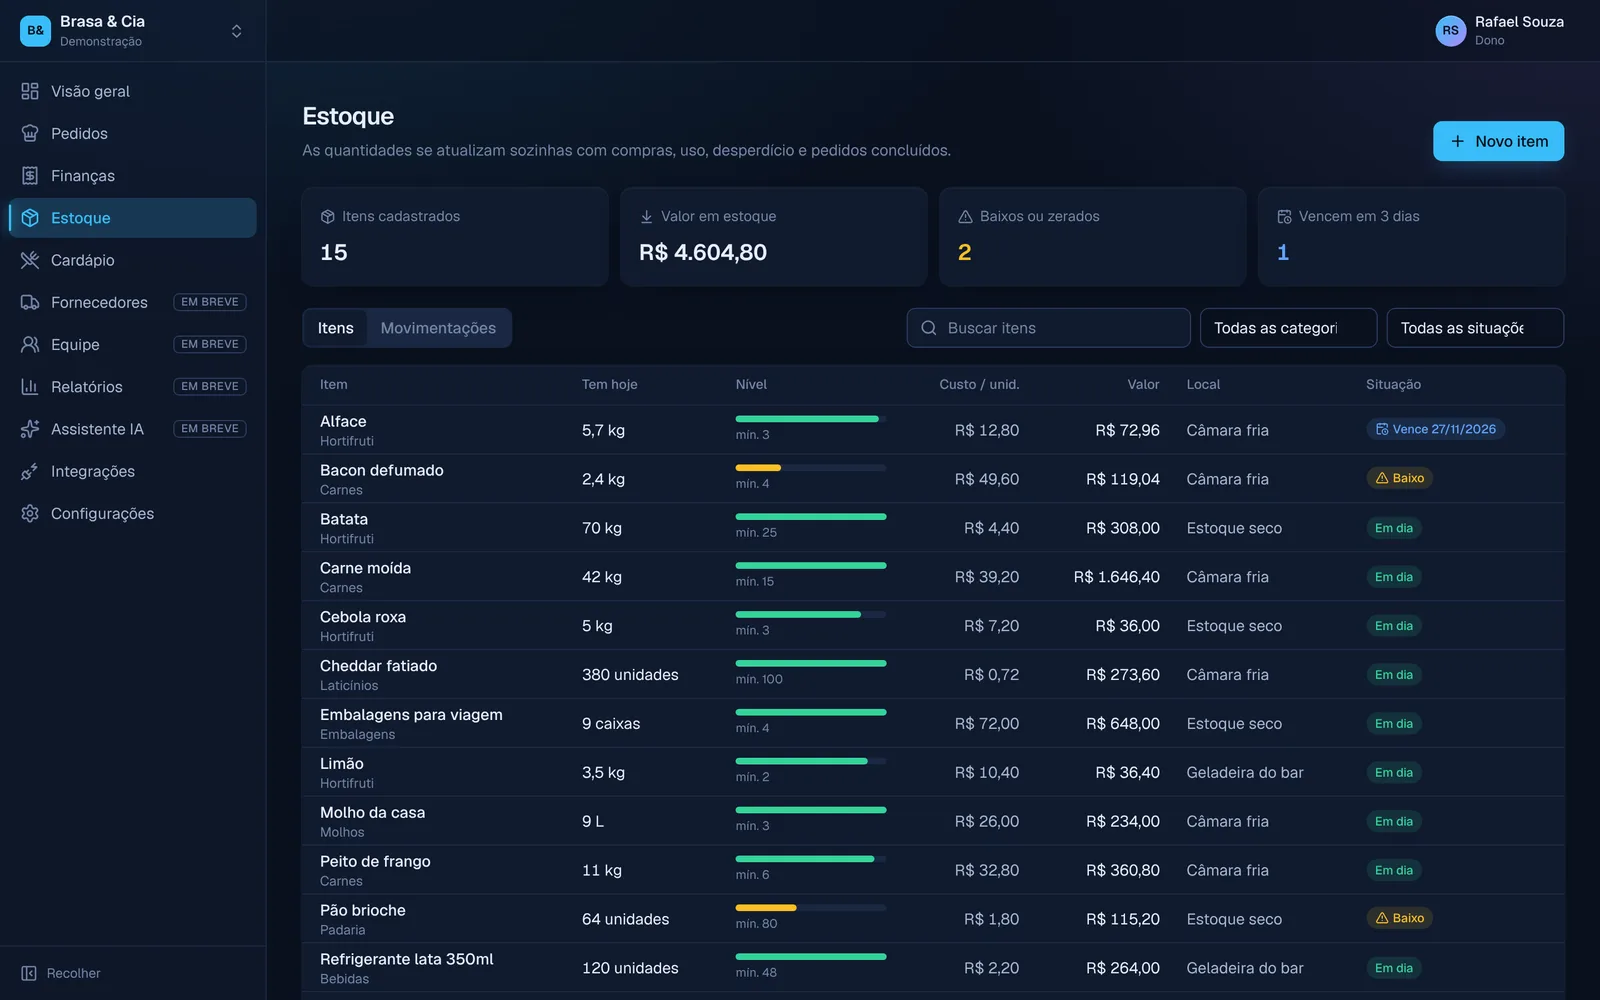 B&
Brasa & Cia
Demonstração
RS
Rafael Souza
Dono
Visão geral
Pedidos
Finanças
Estoque
Cardápio
Fornecedores EM BREVE
Equipe EM BREVE
Relatórios EM BREVE
Assistente IA EM BREVE
Integrações
Configurações
Recolher
Estoque
As quantidades se atualizam sozinhas com compras, uso, desperdício e pedidos concluídos.
Novo item
Itens cadastrados
15
Valor em estoque
R$ 4.604,80
Baixos ou zerados
2
Vencem em 3 dias
1
Itens Movimentações
Buscar itens
Todas as categori
Todas as situaçõe
Item Tem hoje Nível Custo / unid. Valor Local Situação
Alface
Hortifruti
5,7 kg
mín. 3
R$ 12,80
R$ 72,96
Câmara fria
Vence 27/11/2026
Bacon defumado
Carnes
2,4 kg
mín. 4
R$ 49,60
R$ 119,04
Câmara fria
Baixo
Batata
Hortifruti
70 kg
mín. 25
R$ 4,40
R$ 308,00
Estoque seco
Em dia
Carne moída
Carnes
42 kg
mín. 15
R$ 39,20
R$ 1.646,40
Câmara fria
Em dia
Cebola roxa
Hortifruti
5 kg
mín. 3
R$ 7,20
R$ 36,00
Estoque seco
Em dia
Cheddar fatiado
Laticínios
380 unidades
mín. 100
R$ 0,72
R$ 273,60
Câmara fria
Em dia
Embalagens para viagem
Embalagens
9 caixas
mín. 4
R$ 72,00
R$ 648,00
Estoque seco
Em dia
Limão
Hortifruti
3,5 kg
mín. 2
R$ 10,40
R$ 36,40
Geladeira do bar
Em dia
Molho da casa
Molhos
9 L
mín. 3
R$ 26,00
R$ 234,00
Câmara fria
Em dia
Peito de frango
Carnes
11 kg
mín. 6
R$ 32,80
R$ 360,80
Câmara fria
Em dia
Pão brioche
Padaria
64 unidades
mín. 80
R$ 1,80
R$ 115,20
Estoque seco
Baixo
Refrigerante lata 350ml
Bebidas
120 unidades
mín. 48
R$ 2,20
R$ 264,00
Geladeira do bar
Em dia